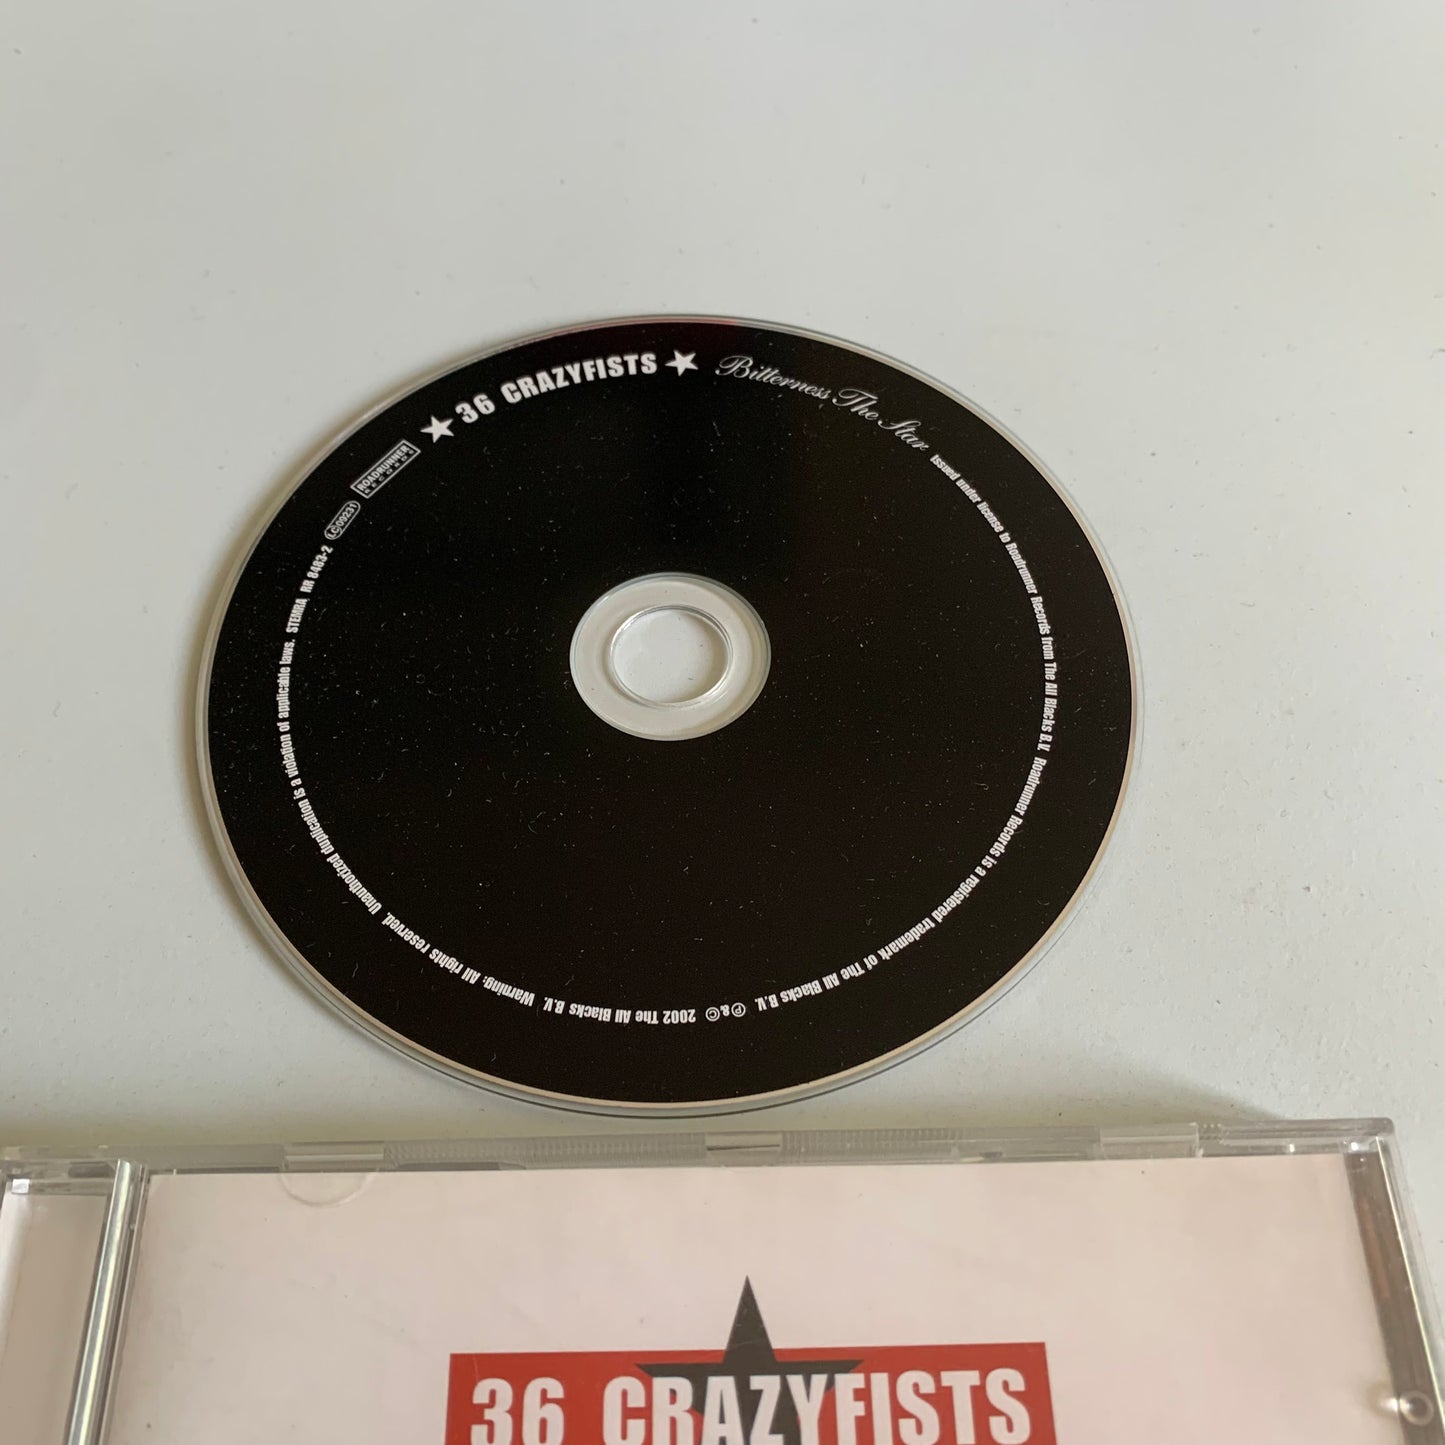 ★ 36 CRAZYFISTS ★ Bitterness The Star
issued under license to Roadrunner Records from The All Blacks B.V. Roadrunner Records is a registered trademark of The All Blacks B.V. ℗ & © 2002 The All Blacks B.V. Warning: All rights reserved. Unauthorized duplication is a violation of applicable laws. STEMRA RR 8483-2
LC 09231
ROADRUNNER
RECORDS
36 CRAZYFISTS